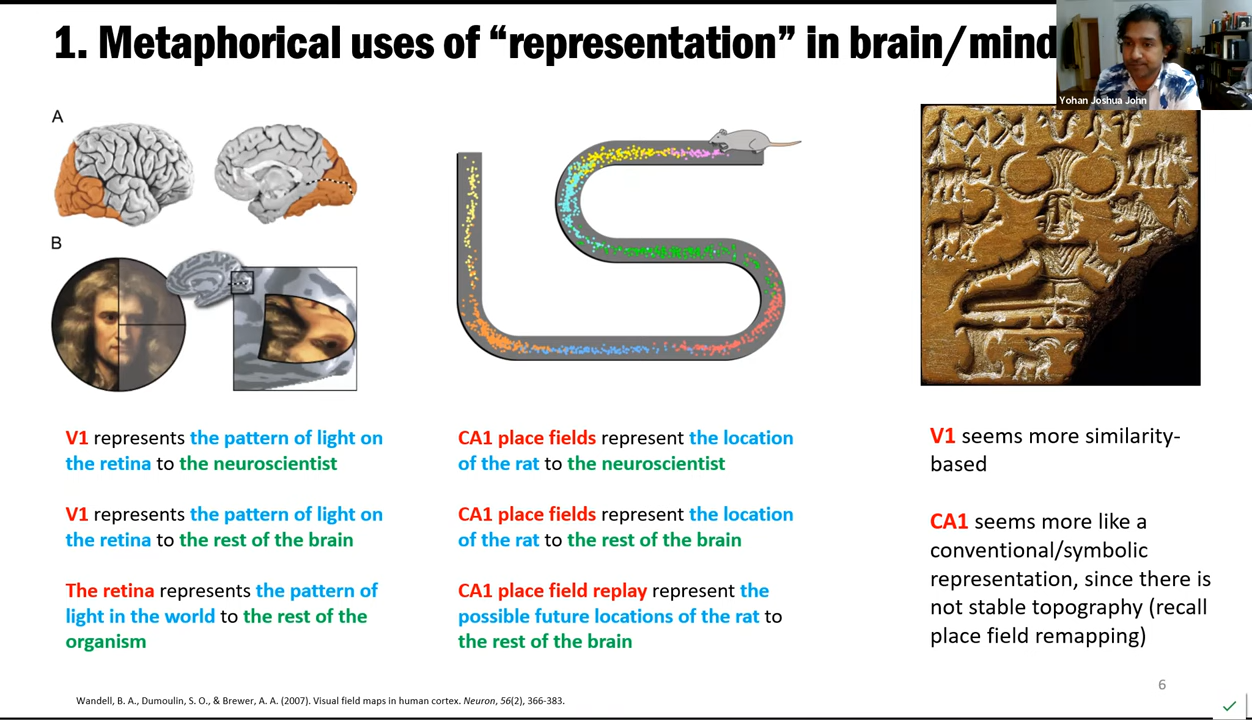 1. Metaphorical uses of “representation” in brain/mind
Yohan Joshua John
A
B
V1 represents the pattern of light on
the retina to the neuroscientist
V1 represents the pattern of light on
the retina to the rest of the brain
The retina represents the pattern of
light in the world to the rest of the
organism
CA1 place fields represent the location
of the rat to the neuroscientist
CA1 place fields represent the location
of the rat to the rest of the brain
CA1 place field replay represent the
possible future locations of the rat to
the rest of the brain
V1 seems more similarity-
based
CA1 seems more like a
conventional/symbolic
representation, since there is
not stable topography (recall
place field remapping)
6
Wandell, B. A., Dumoulin, S. O., & Brewer, A. A. (2007). Visual field maps in human cortex. Neuron, 56(2), 366-383.